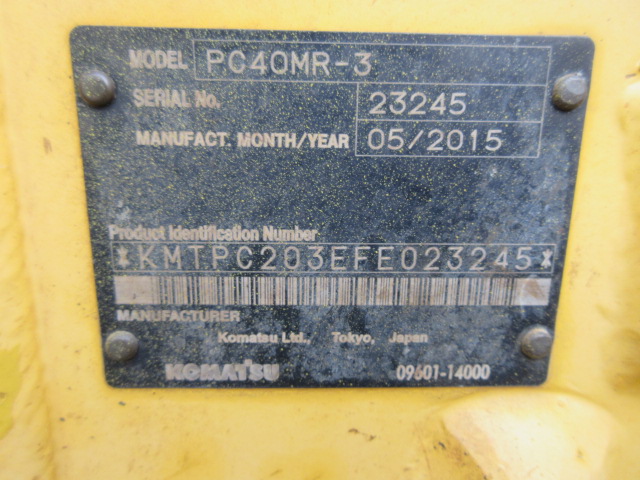 MODEL PC40MR-3
SERIAL No. 23245
MANUFACT. MONTH/YEAR 05/2015
Product Identification Number
*KMTPC203EFE023245*
MANUFACTURER
Komatsu Ltd., Tokyo, Japan
KOMATSU 09601-14000